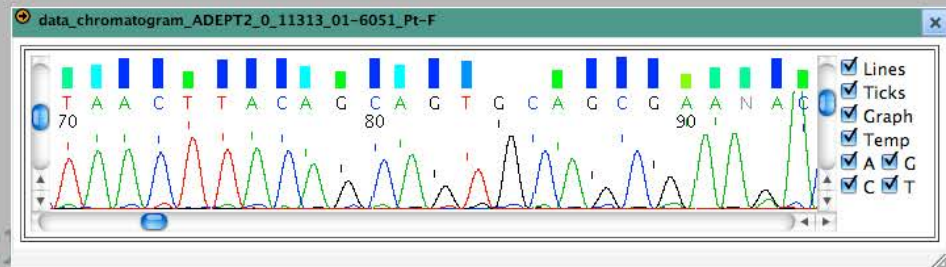 data_chromatogram_ADEPT2_0_11313_01-6051_Pt-F
T A A C T T A C A G C A G T G C A G C G A A N A C
70 80 90
Lines
Ticks
Graph
Temp
A G
C T